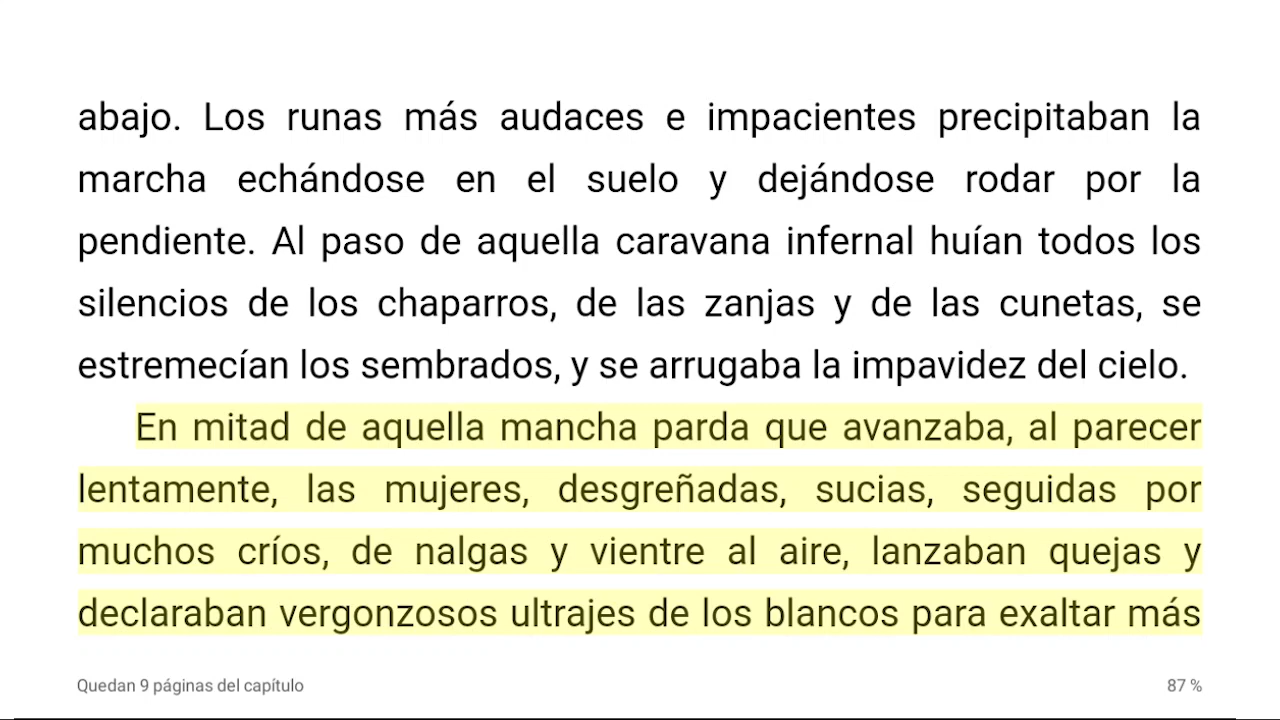 abajo. Los runas más audaces e impacientes precipitaban la
marcha echándose en el suelo y dejándose rodar por la
pendiente. Al paso de aquella caravana infernal huían todos los
silencios de los chaparros, de las zanjas y de las cunetas, se
estremecían los sembrados, y se arrugaba la impavidez del cielo.
En mitad de aquella mancha parda que avanzaba, al parecer
lentamente, las mujeres, desgreñadas, sucias, seguidas por
muchos críos, de nalgas y vientre al aire, lanzaban quejas y
declaraban vergonzosos ultrajes de los blancos para exaltar más
Quedan 9 páginas del capítulo
87 %